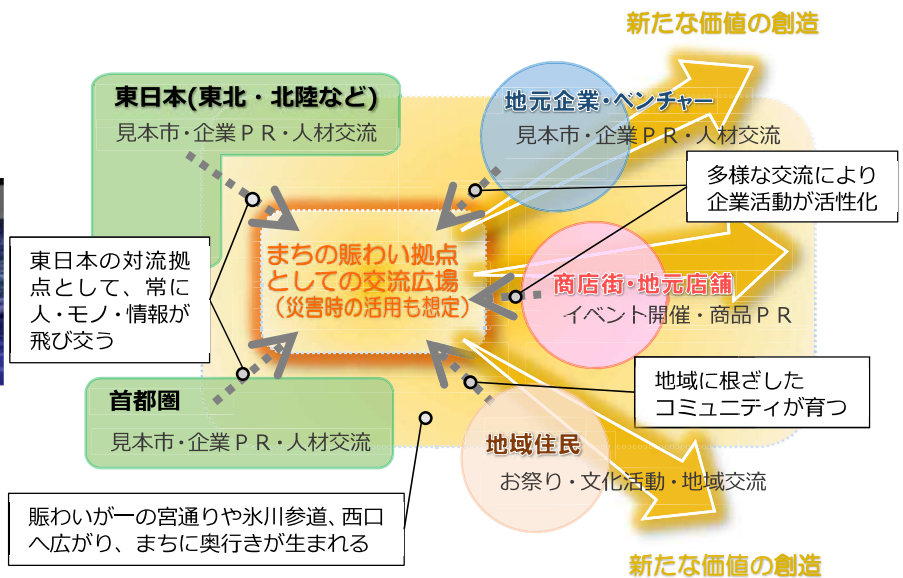 新たな価値の創造
東日本(東北・北陸など)
見本市・企業ＰＲ・人材交流
地元企業・ベンチャー
見本市・企業ＰＲ・人材交流
多様な交流により
企業活動が活性化
まちの賑わい拠点
としての交流広場
（災害時の活用も想定）
東日本の対流拠
点として、常に
人・モノ・情報が
飛び交う
商店街・地元店舗
イベント開催・商品ＰＲ
地域に根ざした
コミュニティが育つ
首都圏
見本市・企業ＰＲ・人材交流
地域住民
お祭り・文化活動・地域交流
賑わいが一の宮通りや氷川参道、西口
へ広がり、まちに奥行きが生まれる
新たな価値の創造